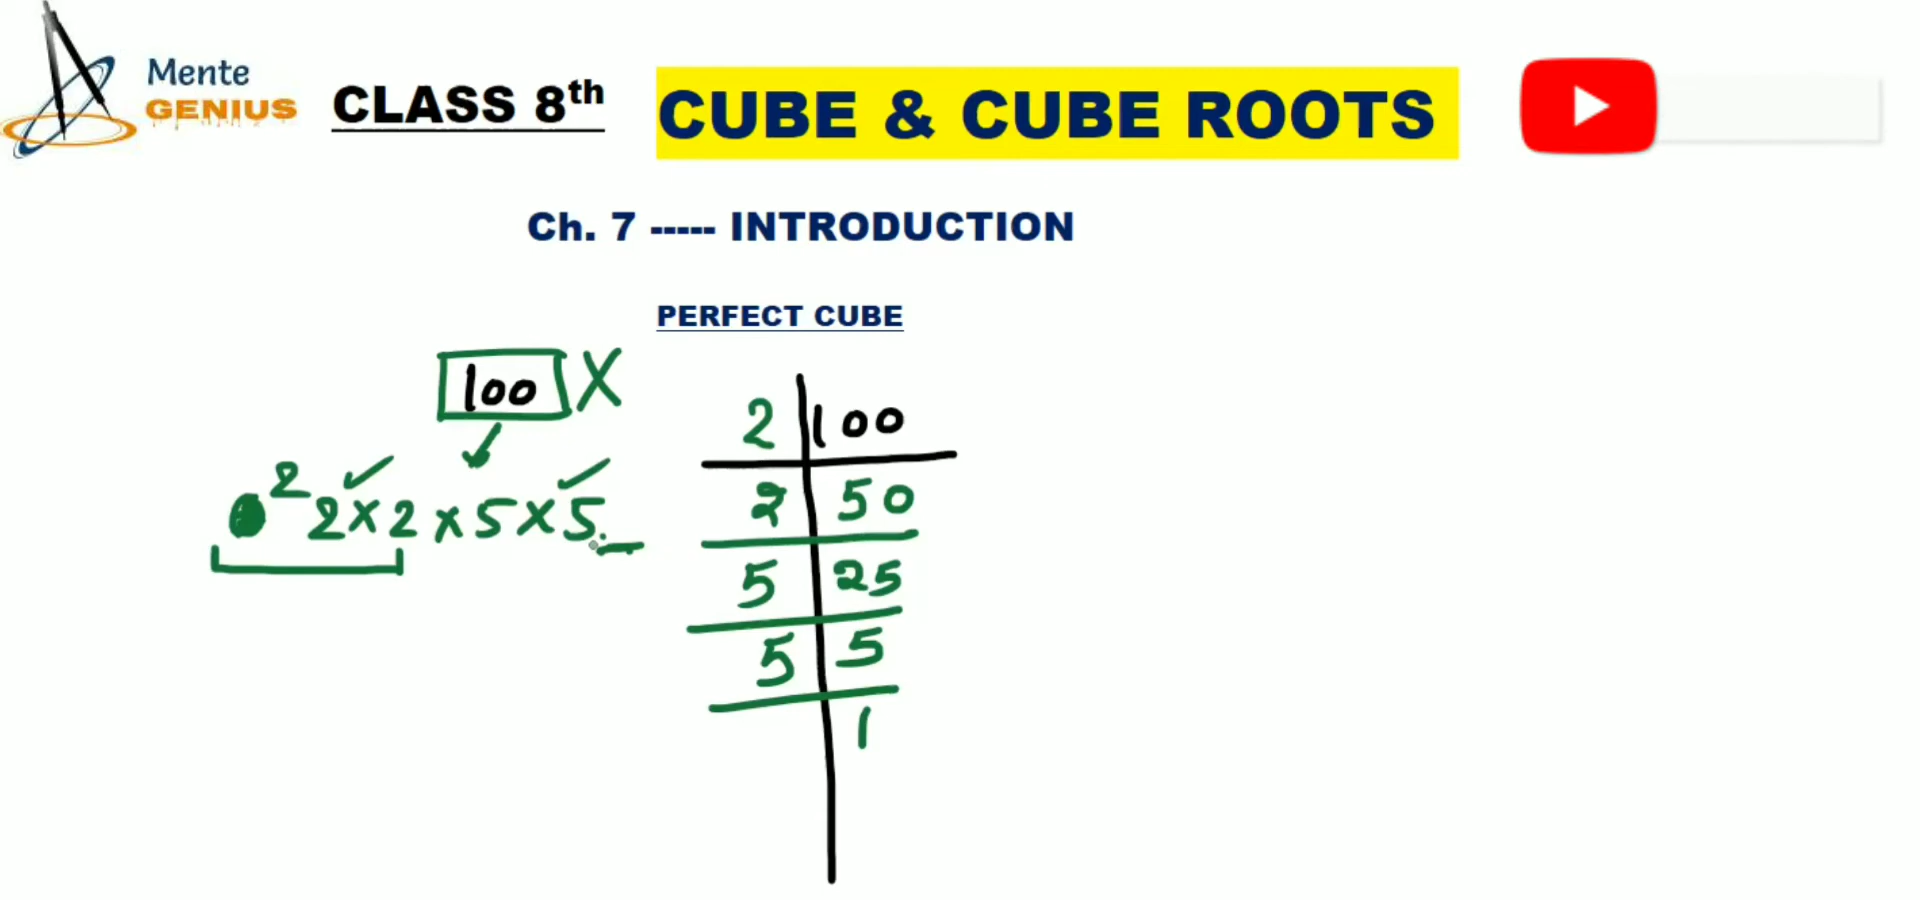 Mente
GENIUS
CLASS 8th
CUBE & CUBE ROOTS
Ch. 7 ----- INTRODUCTION
PERFECT CUBE
100 X
2 2 × 2 × 5 × 5
2 100
2 50
5 25
5 5
1